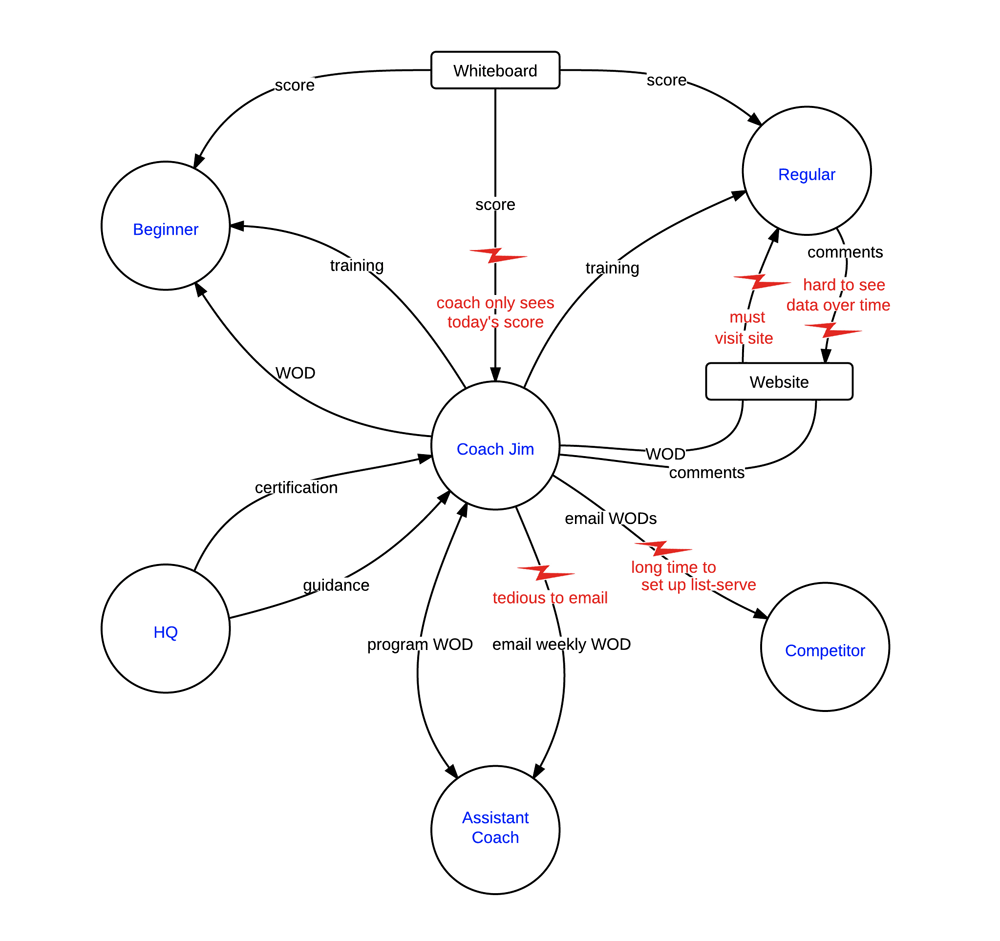 Whiteboard
score
score
Regular
score
Beginner
comments
training
training
hard to see
data over time
coach only sees
today's score
must
visit site
WOD
Website
Coach Jim
WOD
comments
certification
email WODs
long time to
set up list-serve
guidance
tedious to email
HQ
program WOD
email weekly WOD
Competitor
Assistant
Coach